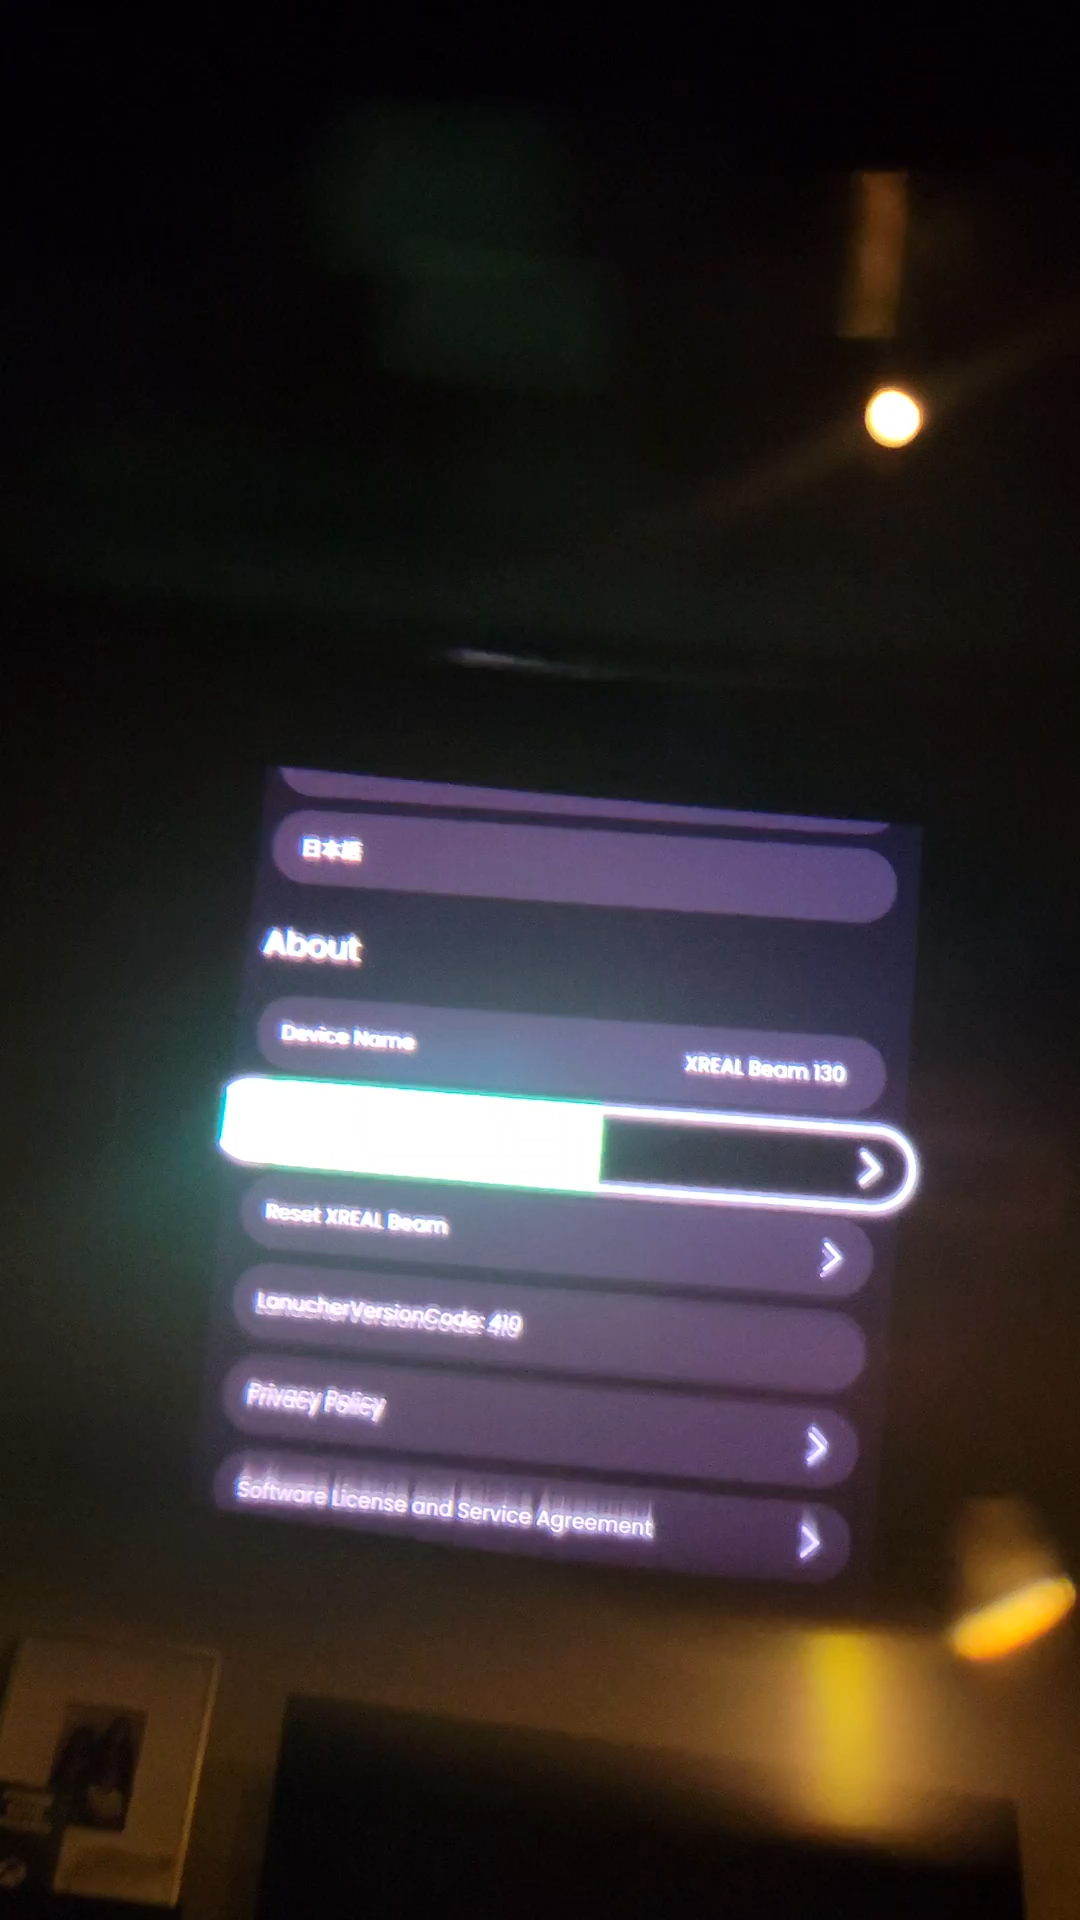 日本語
About
Device Name
XREAL Beam 130
Reset XREAL Beam
LanucherVersionCode: 410
Privacy Policy
Software License and Service Agreement